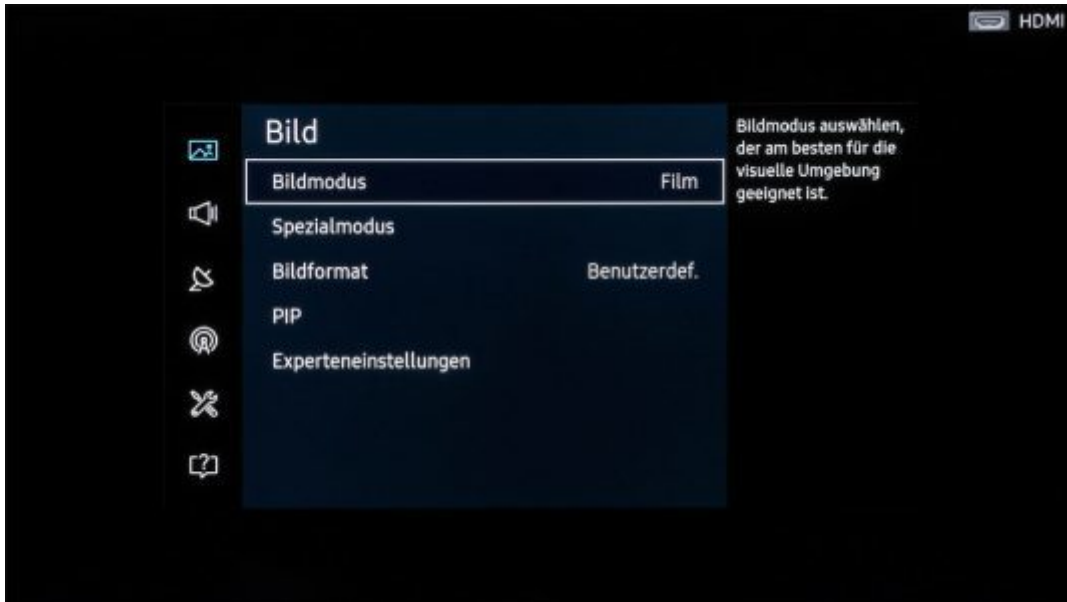 HDMI
Bild
Bildmodus Film
Spezialmodus
Bildformat Benutzerdef.
PIP
Experteneinstellungen
Bildmodus auswählen,
der am besten für die
visuelle Umgebung
geeignet ist.